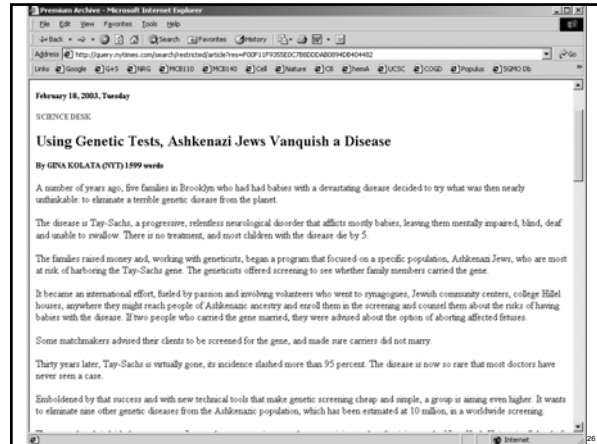 Premium Archive - Microsoft Internet Explorer
File Edit View Favorites Tools Help
Back Search Favorites History
Address http://query.nytimes.com/search/restricted/article?res= Go
Links Google G+S NRG MCB110 MCB140 Cell Nature CB hemA UCSC COGD Populus SGMO Db
February 18, 2003, Tuesday
SCIENCE DESK
Using Genetic Tests, Ashkenazi Jews Vanquish a Disease
By GINA KOLATA (NYT) 1599 words
A number of years ago, five families in Brooklyn who had had babies with a devastating disease decided to try what was then nearly
unthinkable: to eliminate a terrible genetic disease from the planet.
The disease is Tay-Sachs, a progressive, relentless neurological disorder that afflicts mostly babies, leaving them mentally impaired, blind, deaf
and unable to swallow. There is no treatment, and most children with the disease die by 5.
The families raised money and, working with geneticists, began a program that focused on a specific population, Ashkenazi Jews, who are most
at risk of harboring the Tay-Sachs gene. The geneticists offered screening to see whether family members carried the gene.
It became an international effort, fueled by passion and involving volunteers who went to synagogues, Jewish community centers, college Hillel
houses, anywhere they might reach people of Ashkenazic ancestry and enroll them in the screening and counsel them about the risks of having
babies with the disease. If two people who carried the gene married, they were advised about the option of aborting affected fetuses.
Some matchmakers advised their clients to be screened for the gene, and made sure carriers did not marry.
Thirty years later, Tay-Sachs is virtually gone, its incidence slashed more than 95 percent. The disease is now so rare that most doctors have
never seen a case.
Emboldened by that success and with new technical tools that make genetic screening cheap and simple, a group is aiming even higher. It wants
to eliminate nine other genetic diseases from the Ashkenazic population, which has been estimated at 10 million, in a worldwide screening.
Internet
26